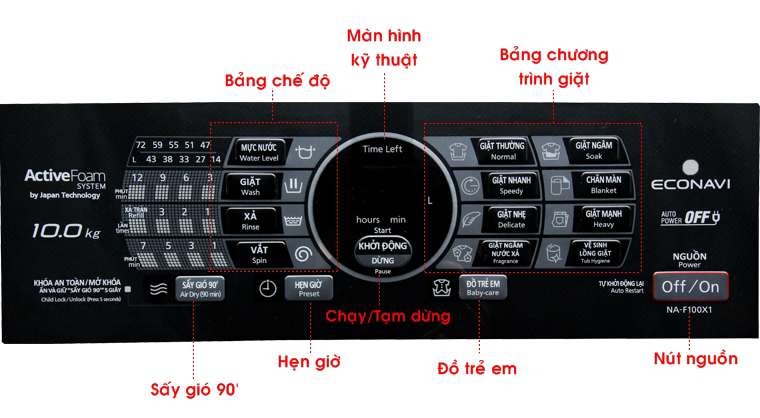 Màn hình
kỹ thuật
Bảng chế độ
Bảng chương
trình giặt
72 59 55 51 47
L 43 38 33 27 14
MỰC NƯỚC
Water Level
Time Left
GIẶT THƯỜNG
Normal
GIẶT NGÂM
Soak
ActiveFoam
SYSTEM
by Japan Technology
PHÚT
min
12 9 6 3
GIẶT
Wash
GIẶT NHANH
Speedy
CHĂN MÀN
Blanket
ECONAVI
XẢ TRÀN
Refill
3 2 1
LẦN
times
XẢ
Rinse
L
hours min
Start
GIẶT NHẸ
Delicate
GIẶT MẠNH
Heavy
AUTO
POWER OFF
10.0 kg
PHÚT
min
7 5 3 1
VẮT
Spin
KHỞI ĐỘNG
DỪNG
Pause
GIẶT NGÂM
NƯỚC XẢ
Fragrance
VỆ SINH
LỒNG GIẶT
Tub Hygiene
NGUỒN
Power
KHÓA AN TOÀN/MỞ KHÓA
ẤN VÀ GIỮ "SẤY GIÓ 90'" 5 GIÂY
Child Lock/Unlock (Press 5 seconds)
SẤY GIÓ 90'
Air Dry (90 min)
HẸN GIỜ
Preset
ĐỒ TRẺ EM
Baby-care
TỰ KHỞI ĐỘNG LẠI
Auto Restart
Off/On
NA-F100X1
Chạy/Tạm dừng
Sấy gió 90'
Hẹn giờ
Đồ trẻ em
Nút nguồn